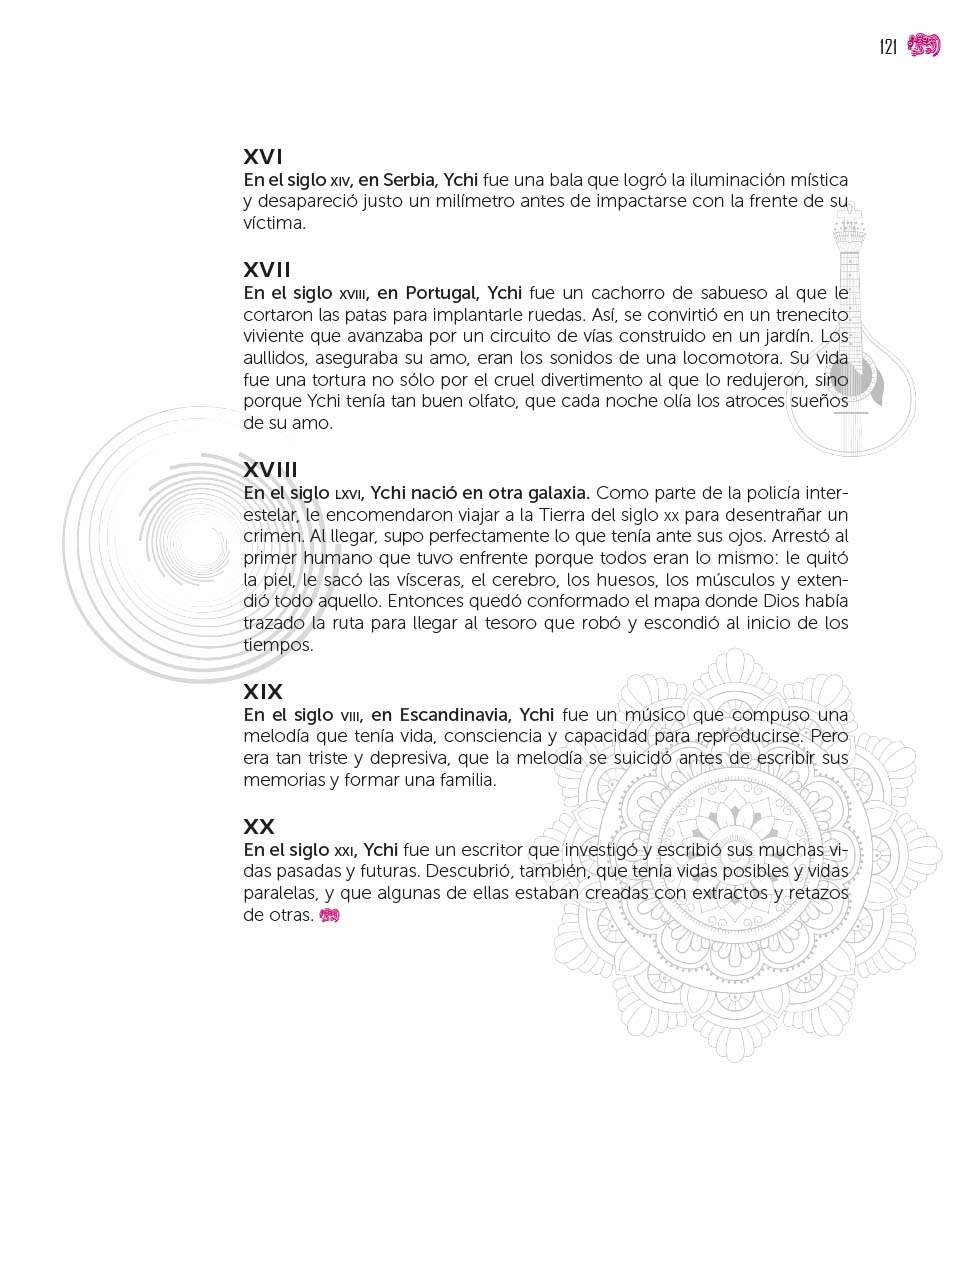 121
XVI
En el siglo XIV, en Serbia, Ychi fue una bala que logró la iluminación mística
y desapareció justo un milímetro antes de impactarse con la frente de su
víctima.
XVII
En el siglo XVIII, en Portugal, Ychi fue un cachorro de sabueso al que le
cortaron las patas para implantarle ruedas. Así, se convirtió en un trenecito
viviente que avanzaba por un circuito de vías construido en un jardín. Los
aullidos, aseguraba su amo, eran los sonidos de una locomotora. Su vida
fue una tortura no sólo por el cruel divertimento al que lo redujeron, sino
porque Ychi tenía tan buen olfato, que cada noche olía los atroces sueños
de su amo.
XVIII
En el siglo LXVI, Ychi nació en otra galaxia. Como parte de la policía inter-
estelar, le encomendaron viajar a la Tierra del siglo XX para desentrañar un
crimen. Al llegar, supo perfectamente lo que tenía ante sus ojos. Arrestó al
primer humano que tuvo enfrente porque todos eran lo mismo: le quitó
la piel, le sacó las vísceras, el cerebro, los huesos, los músculos y exten-
dió todo aquello. Entonces quedó conformado el mapa donde Dios había
trazado la ruta para llegar al tesoro que robó y escondió al inicio de los
tiempos.
XIX
En el siglo VIII, en Escandinavia, Ychi fue un músico que compuso una
melodía que tenía vida, consciencia y capacidad para reproducirse. Pero
era tan triste y depresiva, que la melodía se suicidó antes de escribir sus
memorias y formar una familia.
XX
En el siglo XXI, Ychi fue un escritor que investigó y escribió sus muchas vi-
das pasadas y futuras. Descubrió, también, que tenía vidas posibles y vidas
paralelas, y que algunas de ellas estaban creadas con extractos y retazos
de otras.